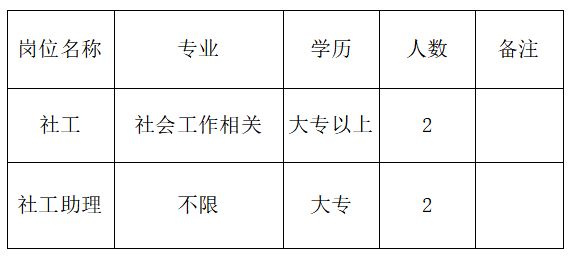 岗位名称 专业 学历 人数 备注
社工 社会工作相关 大专以上 2
社工助理 不限 大专 2